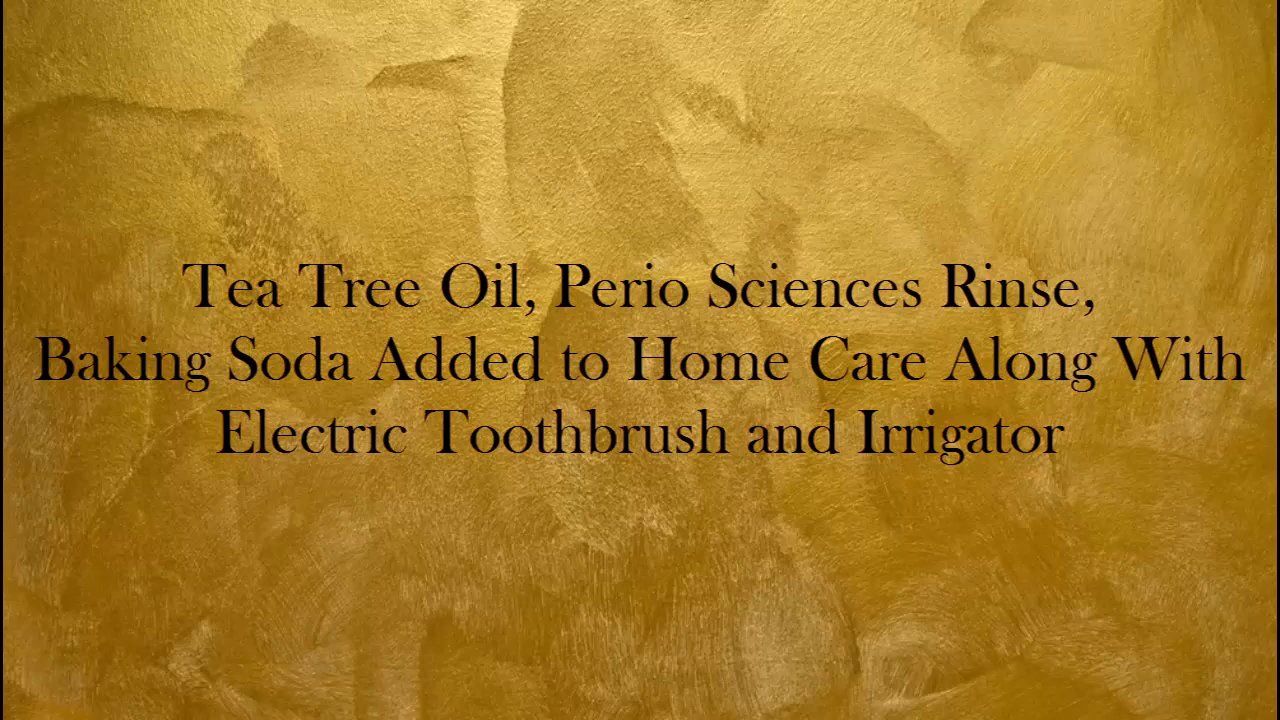 Tea Tree Oil, Perio Sciences Rinse,
Baking Soda Added to Home Care Along With
Electric Toothbrush and Irrigator